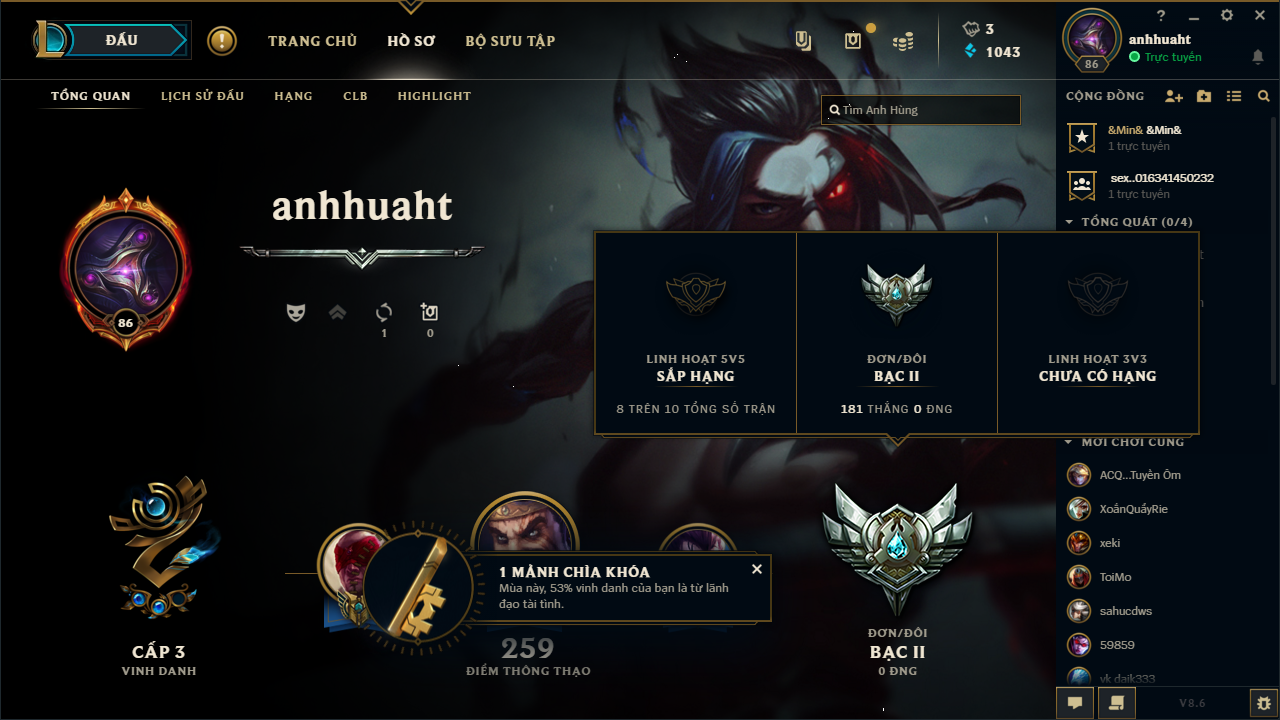 ĐẤU
TRANG CHỦ
HỒ SƠ
BỘ SƯU TẬP
3
1043
?
anhhuaht
Trực tuyến
86
TỔNG QUAN
LỊCH SỬ ĐẤU
HẠNG
CLB
HIGHLIGHT
Tìm Anh Hùng
CỘNG ĐỒNG
&Min& &Min&
1 trực tuyến
sex..016341450232
1 trực tuyến
TỔNG QUÁT (0/4)
anhhuaht
86
1
0
LINH HOẠT 5V5
SẮP HẠNG
8 TRÊN 10 TỔNG SỐ TRẬN
ĐƠN/ĐÔI
BẠC II
181 THẮNG 0 ĐNG
LINH HOẠT 3V3
CHƯA CÓ HẠNG
MỚI CHƠI CÙNG
ACQ...Tuyền Ôm
XoắnQuẩyRie
xeki
ToiMo
sahucdws
59859
vk daik333
1 MẢNH CHÌA KHÓA
Mùa này, 53% vinh danh của bạn là từ lãnh
đạo tài tình.
CẤP 3
VINH DANH
259
ĐIỂM THÔNG THẠO
ĐƠN/ĐÔI
BẠC II
0 ĐNG
V8.6